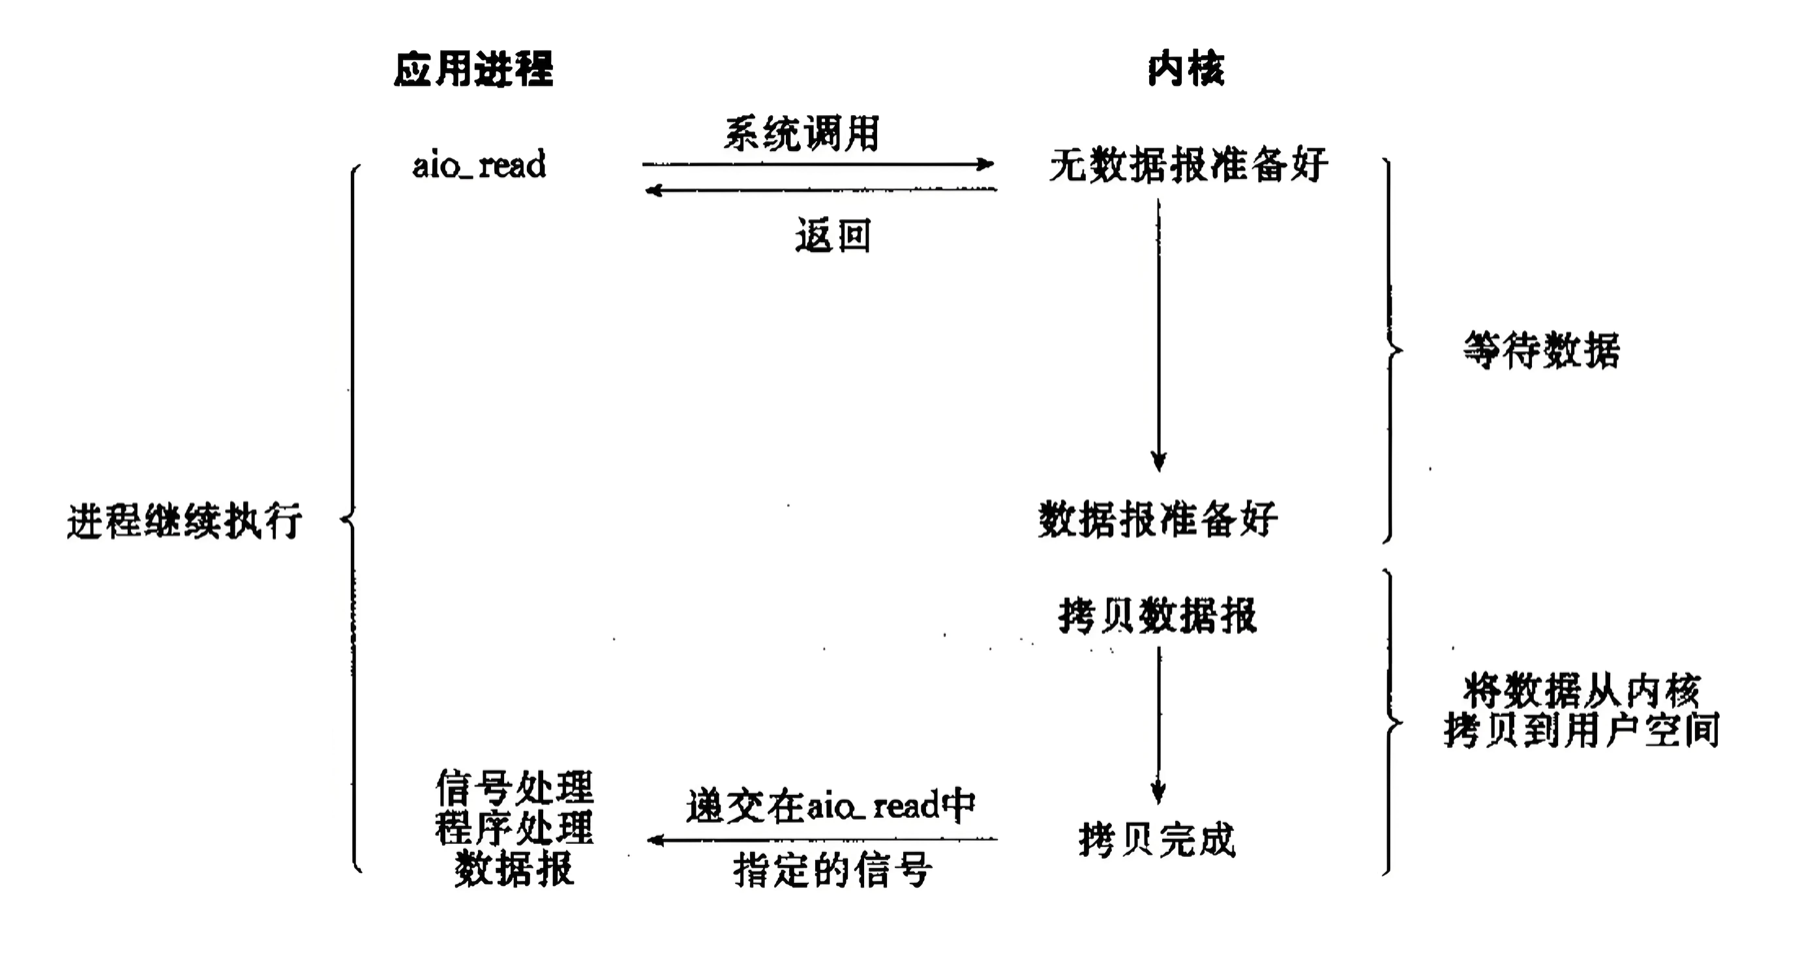 应用进程
内核
系统调用
aio_read
无数据报准备好
返回
等待数据
进程继续执行
数据报准备好
拷贝数据报
将数据从内核
拷贝到用户空间
信号处理
程序处理
数据报
递交在aio_read中
指定的信号
拷贝完成